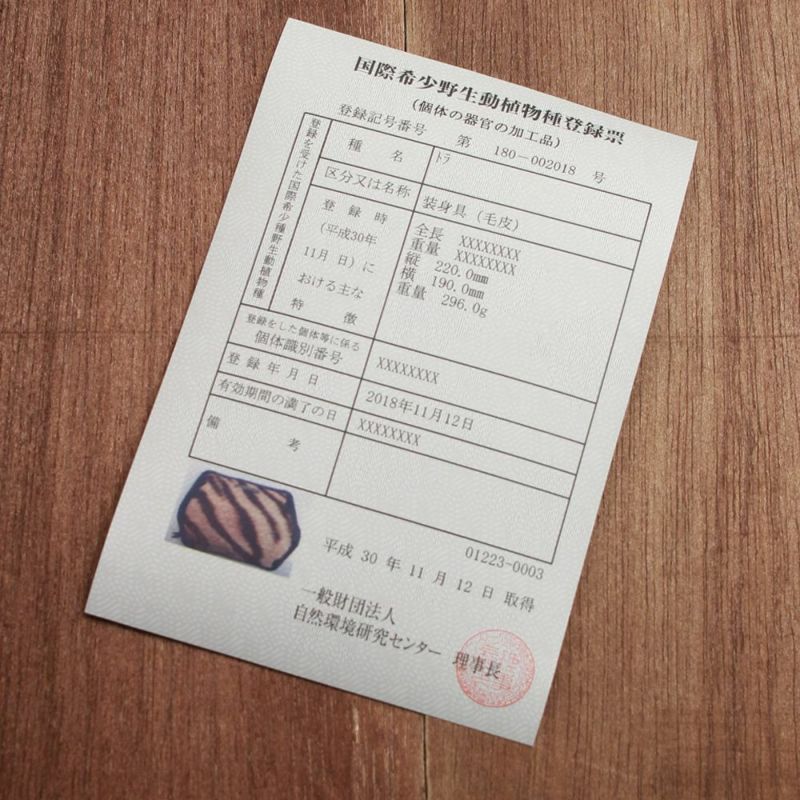 国際希少野生動植物種登録票
(個体の器官の加工品)
登録記号番号 第 180-002018 号
登録を受けた国際希少種野生動植物種
種名 トラ
区分又は名称 装身具(毛皮)
登録時
(平成30年
11月 日)に
おける主な
特徴
全長 XXXXXXXX
重量 XXXXXXXX
縦 220.0mm
横 190.0mm
重量 296.0g
登録をした個体等に係る
個体識別番号 XXXXXXXX
登録年月日 2018年11月12日
有効期間の満了の日 XXXXXXXX
備考
01223-0003
平成 30 年 11 月 12 日 取得
一般財団法人
自然環境研究センター 理事長